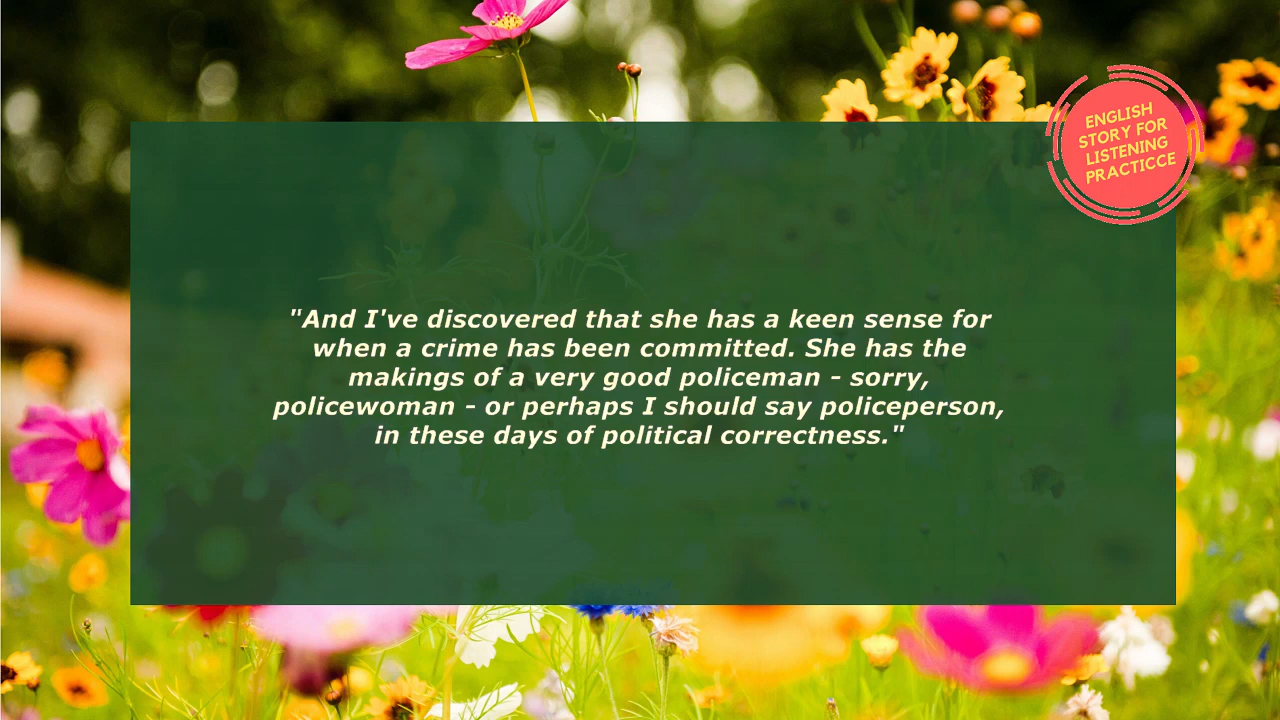 ENGLISH
STORY FOR
LISTENING
PRACTICCE
"And I've discovered that she has a keen sense for
when a crime has been committed. She has the
makings of a very good policeman - sorry,
policewoman - or perhaps I should say policeperson,
in these days of political correctness."